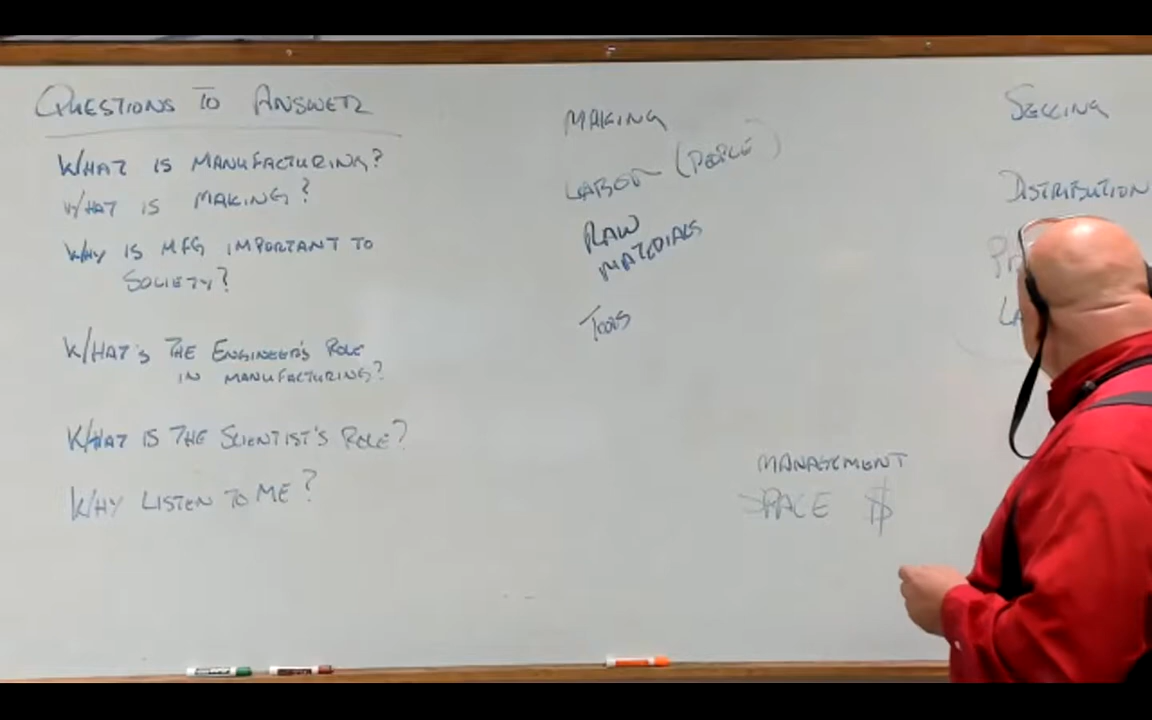 QUESTIONS TO ANSWER
WHAT IS MANUFACTURING?
WHAT IS MAKING?
WHY IS MFG IMPORTANT TO
SOCIETY?
WHAT'S THE ENGINEER'S ROLE
IN MANUFACTURING?
WHAT IS THE SCIENTIST'S ROLE?
WHY LISTEN TO ME?
MAKING
LABOR (PEOPLE)
RAW
MATERIALS
TOOLS
MANAGEMENT
SPACE $
SELLING
DISTRIBUTION